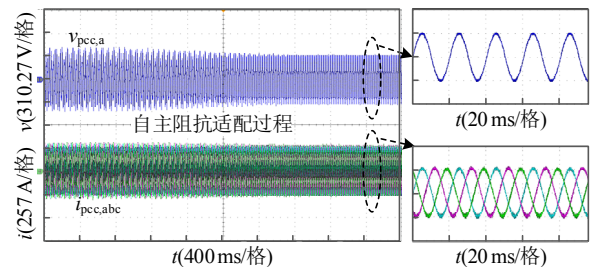 v(310.27 V/格)
v_pcc,a
自主阻抗适配过程
i(257 A/格)
i_pcc,abc
t(400 ms/格)
t(20 ms/格)
t(20 ms/格)